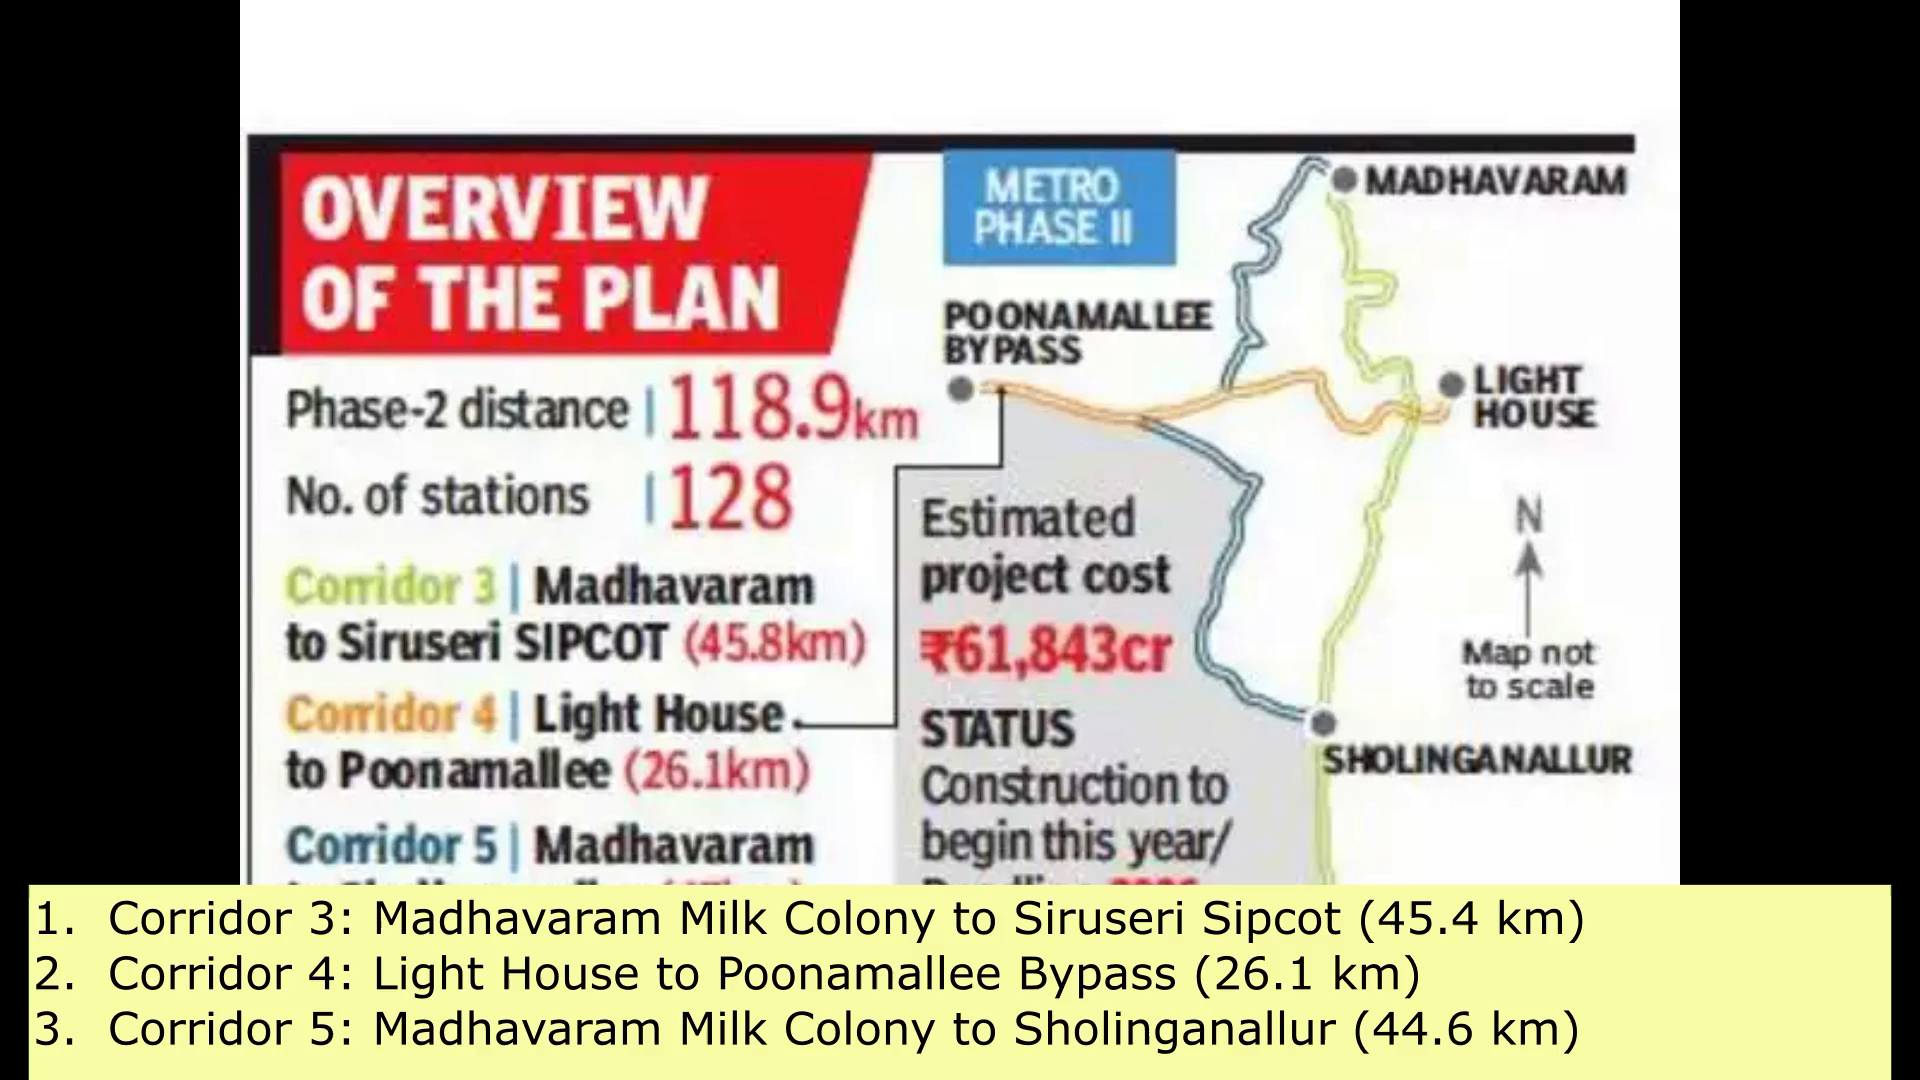 OVERVIEW
OF THE PLAN
Phase-2 distance | 118.9km
No. of stations | 128
Corridor 3 | Madhavaram
to Siruseri SIPCOT (45.8km)
Corridor 4 | Light House
to Poonamallee (26.1km)
Corridor 5 | Madhavaram
METRO
PHASE II
MADHAVARAM
POONAMALLEE
BYPASS
LIGHT
HOUSE
Estimated
project cost
₹61,843cr
STATUS
Construction to
begin this year/
N
Map not
to scale
SHOLINGANALLUR
1. Corridor 3: Madhavaram Milk Colony to Siruseri Sipcot (45.4 km)
2. Corridor 4: Light House to Poonamallee Bypass (26.1 km)
3. Corridor 5: Madhavaram Milk Colony to Sholinganallur (44.6 km)